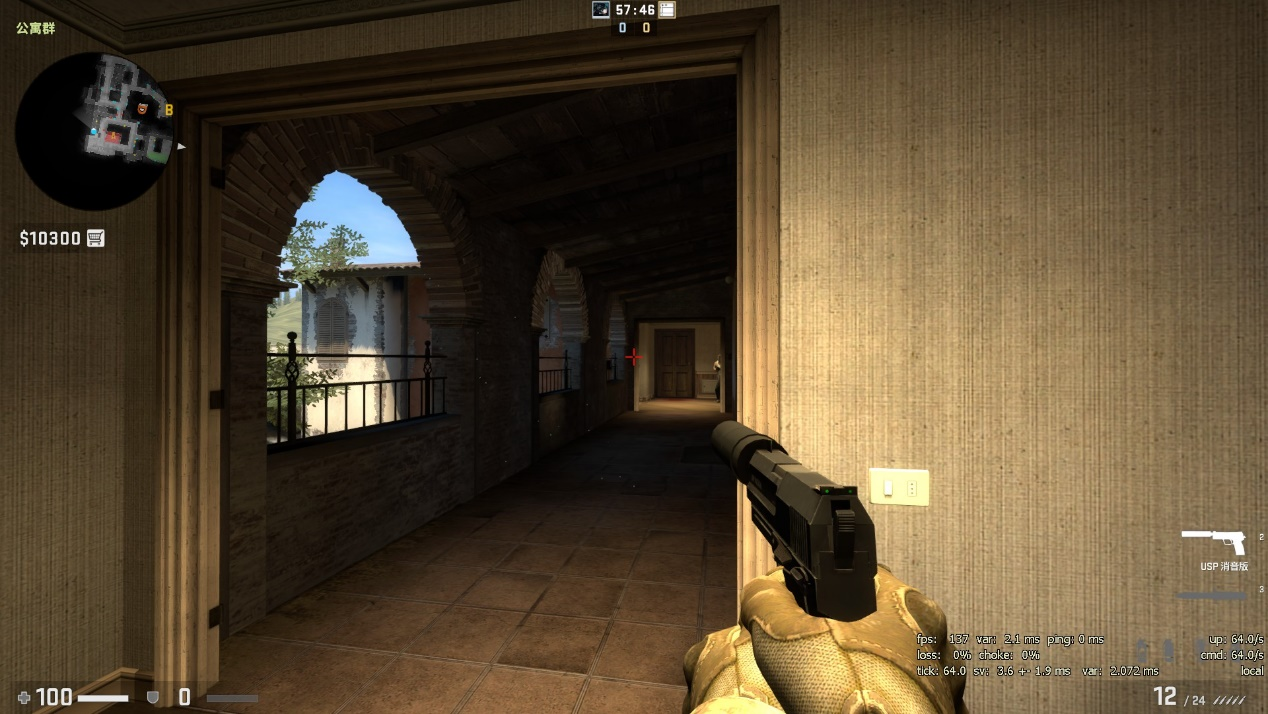 57:46
0 0
公寓群
B
$10300
2
USP 消音版
3
fps: 137 var: 2.1 ms ping: 0 ms up: 64.0/s
loss: 0% choke: 0% cmd: 64.0/s
tick: 64.0 sv: 3.6 +- 1.9 ms var: 2.072 ms local
100 0 12 / 24